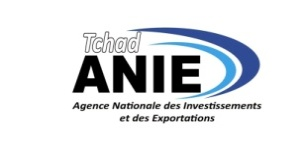 Tchad
ANIE
Agence Nationale des Investissements
et des Exportations